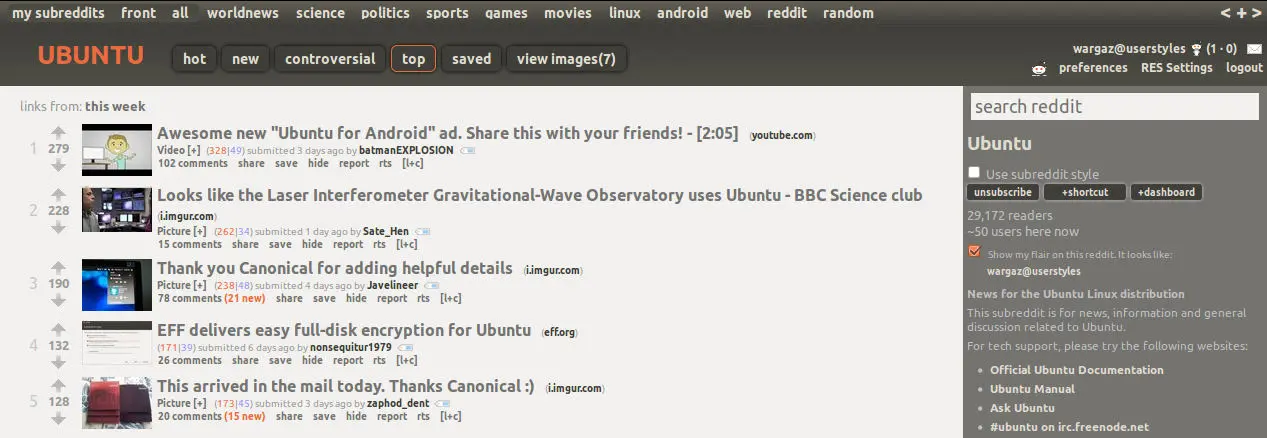 my subreddits front all worldnews science politics sports games movies linux android web reddit random < + >
UBUNTU hot new controversial top saved view images(7)
wargaz@userstyles (1 · 0)
preferences RES Settings logout
links from: this week
1 279 Awesome new "Ubuntu for Android" ad. Share this with your friends! - [2:05] (youtube.com)
Video [+] (328|49) submitted 3 days ago by batmanEXPLOSION
102 comments share save hide report rts [l+c]
2 228 Looks like the Laser Interferometer Gravitational-Wave Observatory uses Ubuntu - BBC Science club
(i.imgur.com)
Picture [+] (262|34) submitted 1 day ago by Sate_Hen
15 comments share save hide report rts [l+c]
3 190 Thank you Canonical for adding helpful details (i.imgur.com)
Picture [+] (238|48) submitted 4 days ago by Javelineer
78 comments (21 new) share save hide report rts [l+c]
4 132 EFF delivers easy full-disk encryption for Ubuntu (eff.org)
(171|39) submitted 6 days ago by nonsequitur1979
26 comments share save hide report rts [l+c]
5 128 This arrived in the mail today. Thanks Canonical :) (i.imgur.com)
Picture [+] (173|45) submitted 3 days ago by zaphod_dent
20 comments (15 new) share save hide report rts [l+c]
search reddit
Ubuntu
Use subreddit style
unsubscribe +shortcut +dashboard
29,172 readers
~50 users here now
Show my flair on this reddit. It looks like:
wargaz@userstyles
News for the Ubuntu Linux distribution
This subreddit is for news, information and general
discussion related to Ubuntu.
For tech support, please try the following websites:
• Official Ubuntu Documentation
• Ubuntu Manual
• Ask Ubuntu
• #ubuntu on irc.freenode.net